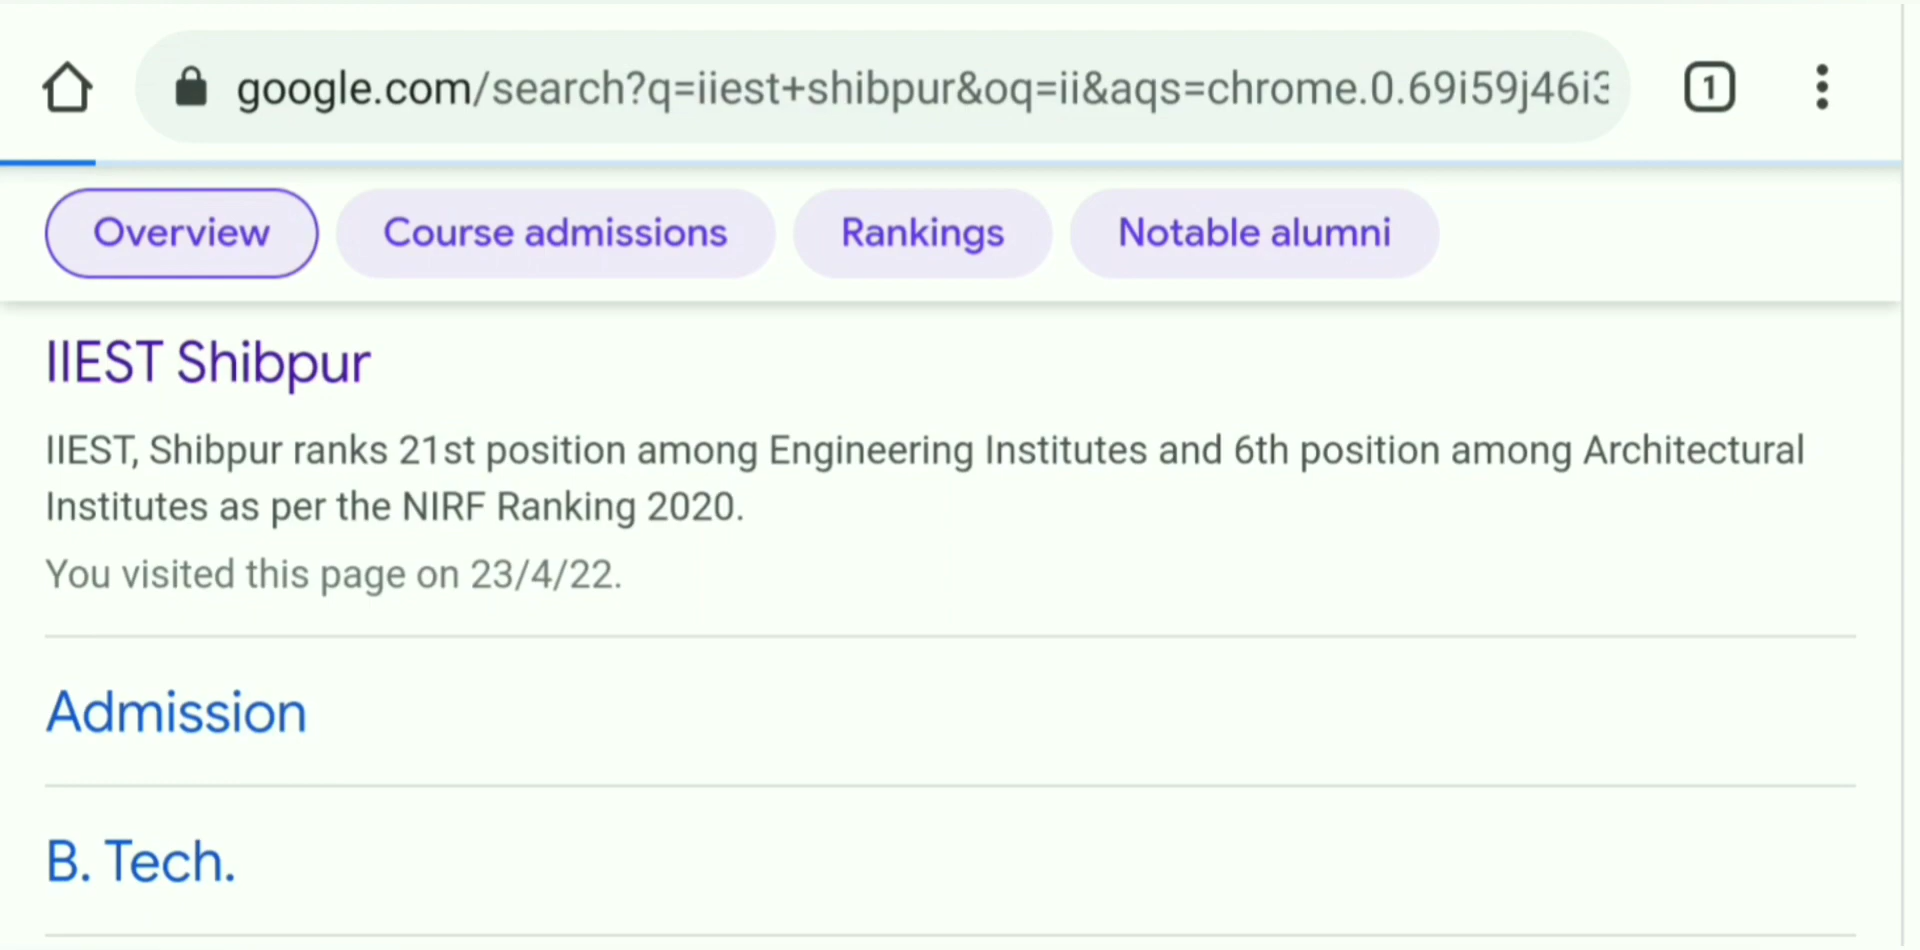 google.com/search?q=iiest+shibpur&oq=ii&aqs=chrome.0.69i59j46i3
1
Overview
Course admissions
Rankings
Notable alumni
IIEST Shibpur
IIEST, Shibpur ranks 21st position among Engineering Institutes and 6th position among Architectural
Institutes as per the NIRF Ranking 2020.
You visited this page on 23/4/22.
Admission
B. Tech.